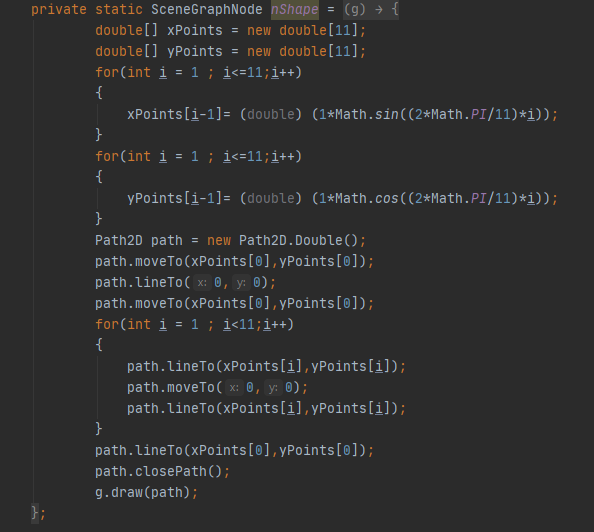 private static SceneGraphNode nShape = (g) → {
double[] xPoints = new double[11];
double[] yPoints = new double[11];
for(int i = 1 ; i<=11;i++)
{
xPoints[i-1]= (double) (1*Math.sin((2*Math.PI/11)*i));
}
for(int i = 1 ; i<=11;i++)
{
yPoints[i-1]= (double) (1*Math.cos((2*Math.PI/11)*i));
}
Path2D path = new Path2D.Double();
path.moveTo(xPoints[0],yPoints[0]);
path.lineTo(x:0,y:0);
path.moveTo(xPoints[0],yPoints[0]);
for(int i = 1 ; i<11;i++)
{
path.lineTo(xPoints[i],yPoints[i]);
path.moveTo(x:0,y:0);
path.lineTo(xPoints[i],yPoints[i]);
}
path.lineTo(xPoints[0],yPoints[0]);
path.closePath();
g.draw(path);
};